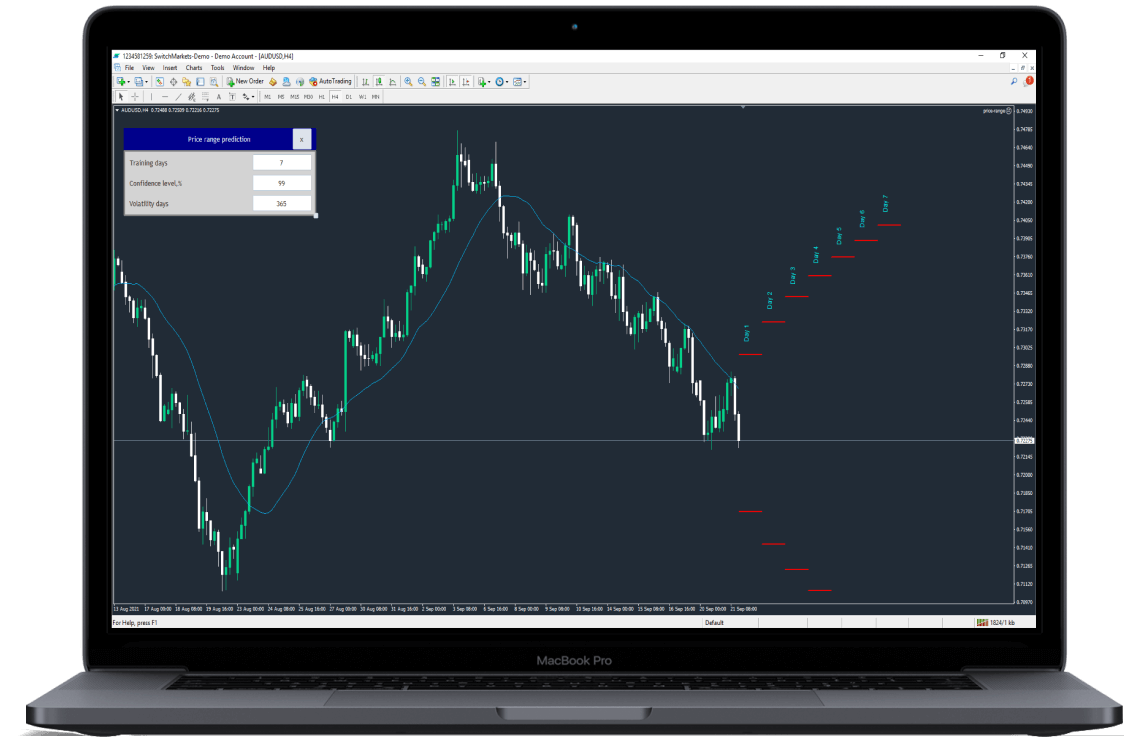 1234581259: SwitchMarkets-Demo - Demo Account - [AUDUSD,H4]
File View Insert Charts Tools Window Help
New Order AutoTrading
A T M1 M5 M15 M30 H1 H4 D1 W1 MN
AUDUSD,H4 0.72488 0.72509 0.72216 0.72275
price-range
Price range prediction x
Training days 7
Confidence level,% 99
Volatility days 365
Day 1
Day 2
Day 3
Day 4
Day 5
Day 6
Day 7
0.74930
0.74785
0.74640
0.74490
0.74345
0.74200
0.74050
0.73905
0.73760
0.73610
0.73465
0.73320
0.73170
0.73025
0.72880
0.72730
0.72585
0.72440
0.72275
0.72145
0.72000
0.71850
0.71705
0.71560
0.71410
0.71265
0.71120
0.70970
13 Aug 2021 17 Aug 00:00 18 Aug 08:00 19 Aug 16:00 23 Aug 00:00 24 Aug 08:00 25 Aug 16:00 27 Aug 00:00 30 Aug 08:00 31 Aug 16:00 2 Sep 00:00 3 Sep 08:00 6 Sep 16:00 8 Sep 00:00 9 Sep 08:00 10 Sep 16:00 14 Sep 00:00 15 Sep 08:00 16 Sep 16:00 20 Sep 00:00 21 Sep 08:00
For Help, press F1 Default 1824/1 kb
MacBook Pro